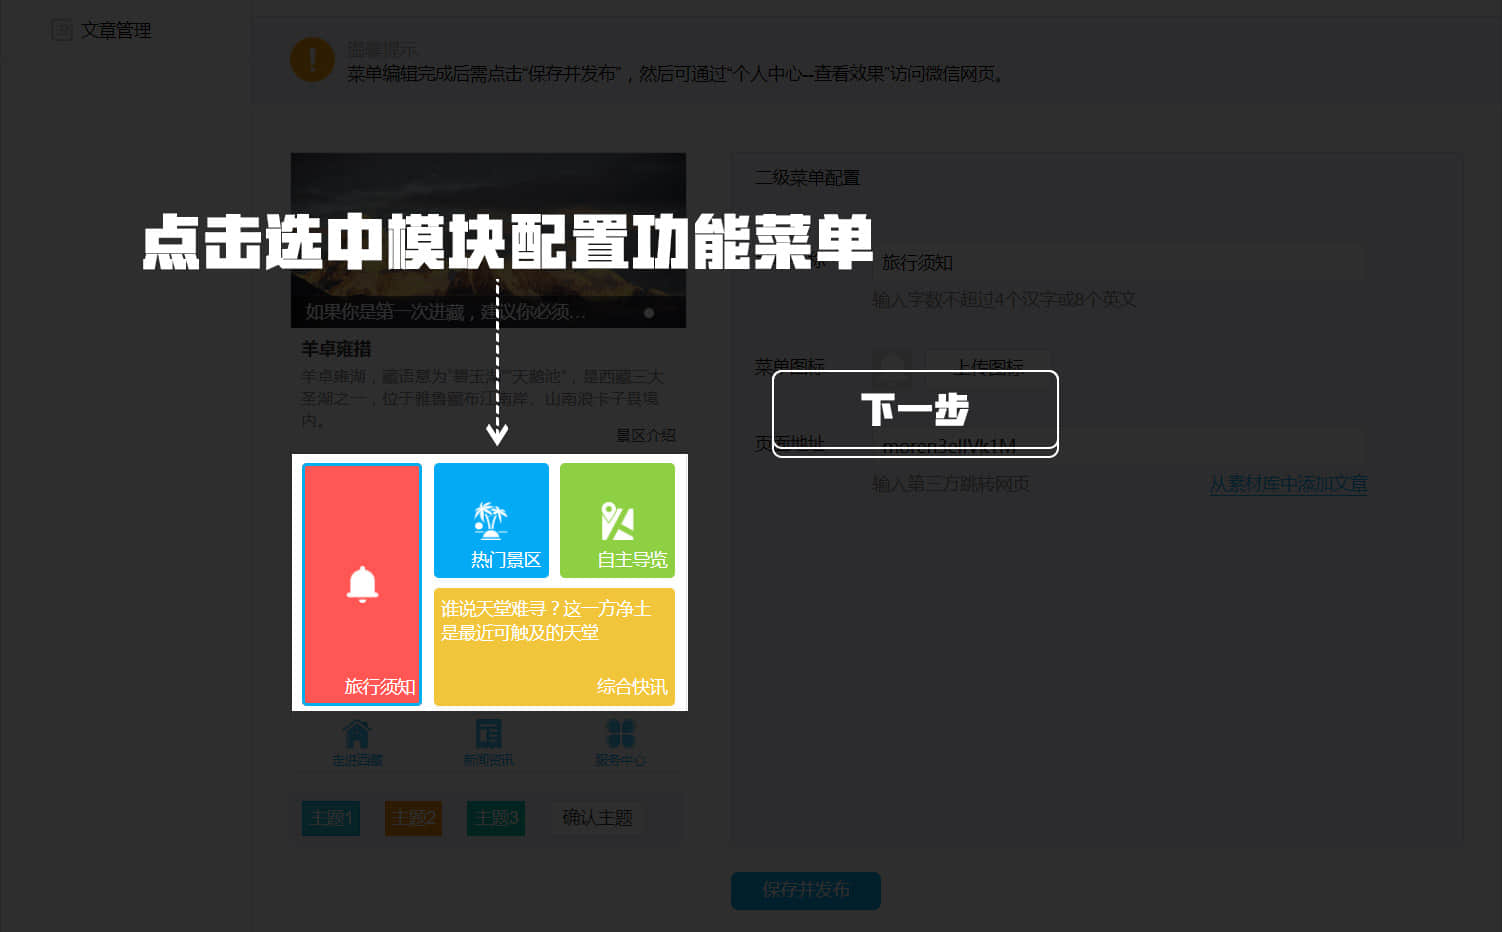 文章管理
温馨提示
菜单编辑完成后需点击“保存并发布”，然后可通过“个人中心--查看效果”访问微信网页。
二级菜单配置
点击选中模块配置功能菜单
旅行须知
输入字数不超过4个汉字或8个英文
如果你是第一次进藏，建议你必须...
羊卓雍措
羊卓雍湖，藏语意为“碧玉湖”“天鹅池”，是西藏三大
圣湖之一，位于雅鲁藏布江南岸、山南浪卡子县境
内。
景区介绍
菜单图标
上传图标
下一步
页面地址
输入第三方跳转网页
从素材库中添加文章
热门景区
自主导览
谁说天堂难寻？这一方净土
是最近可触及的天堂
旅行须知
综合快讯
走进西藏
新闻资讯
服务中心
主题1
主题2
主题3
确认主题
保存并发布